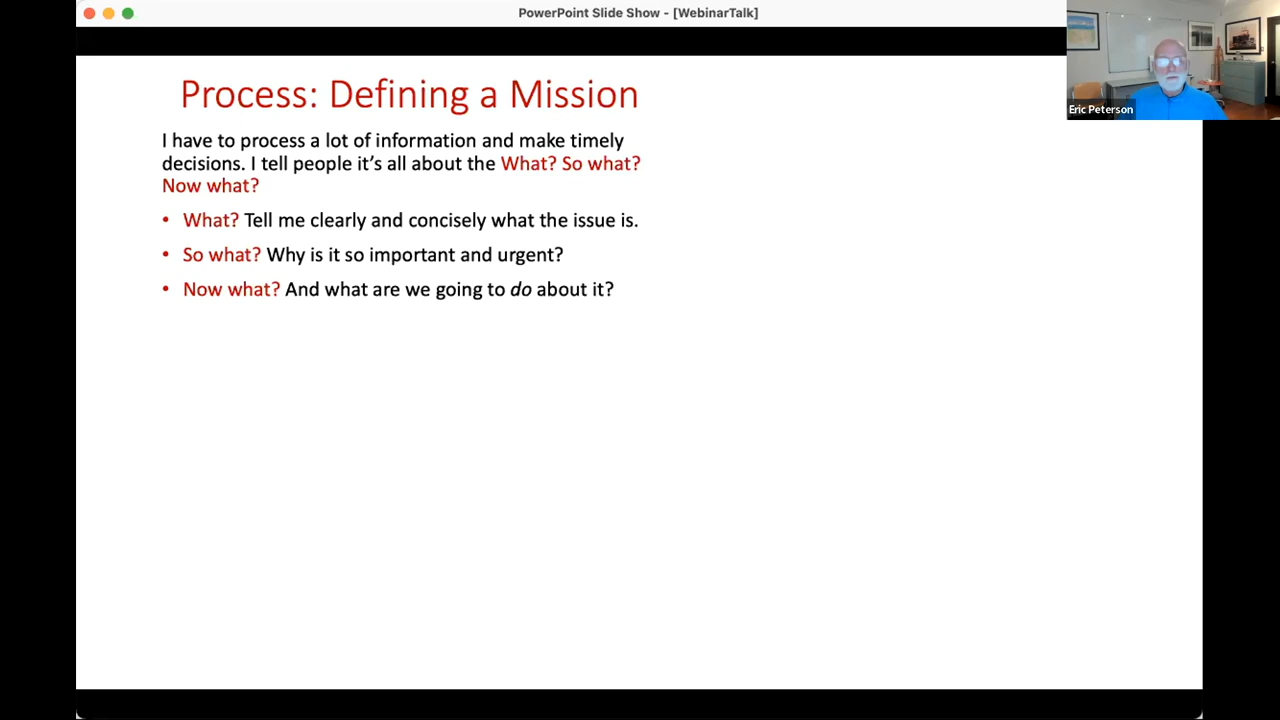 PowerPoint Slide Show - [WebinarTalk]
Eric Peterson
Process: Defining a Mission
I have to process a lot of information and make timely
decisions. I tell people it’s all about the What? So what?
Now what?
• What? Tell me clearly and concisely what the issue is.
• So what? Why is it so important and urgent?
• Now what? And what are we going to do about it?